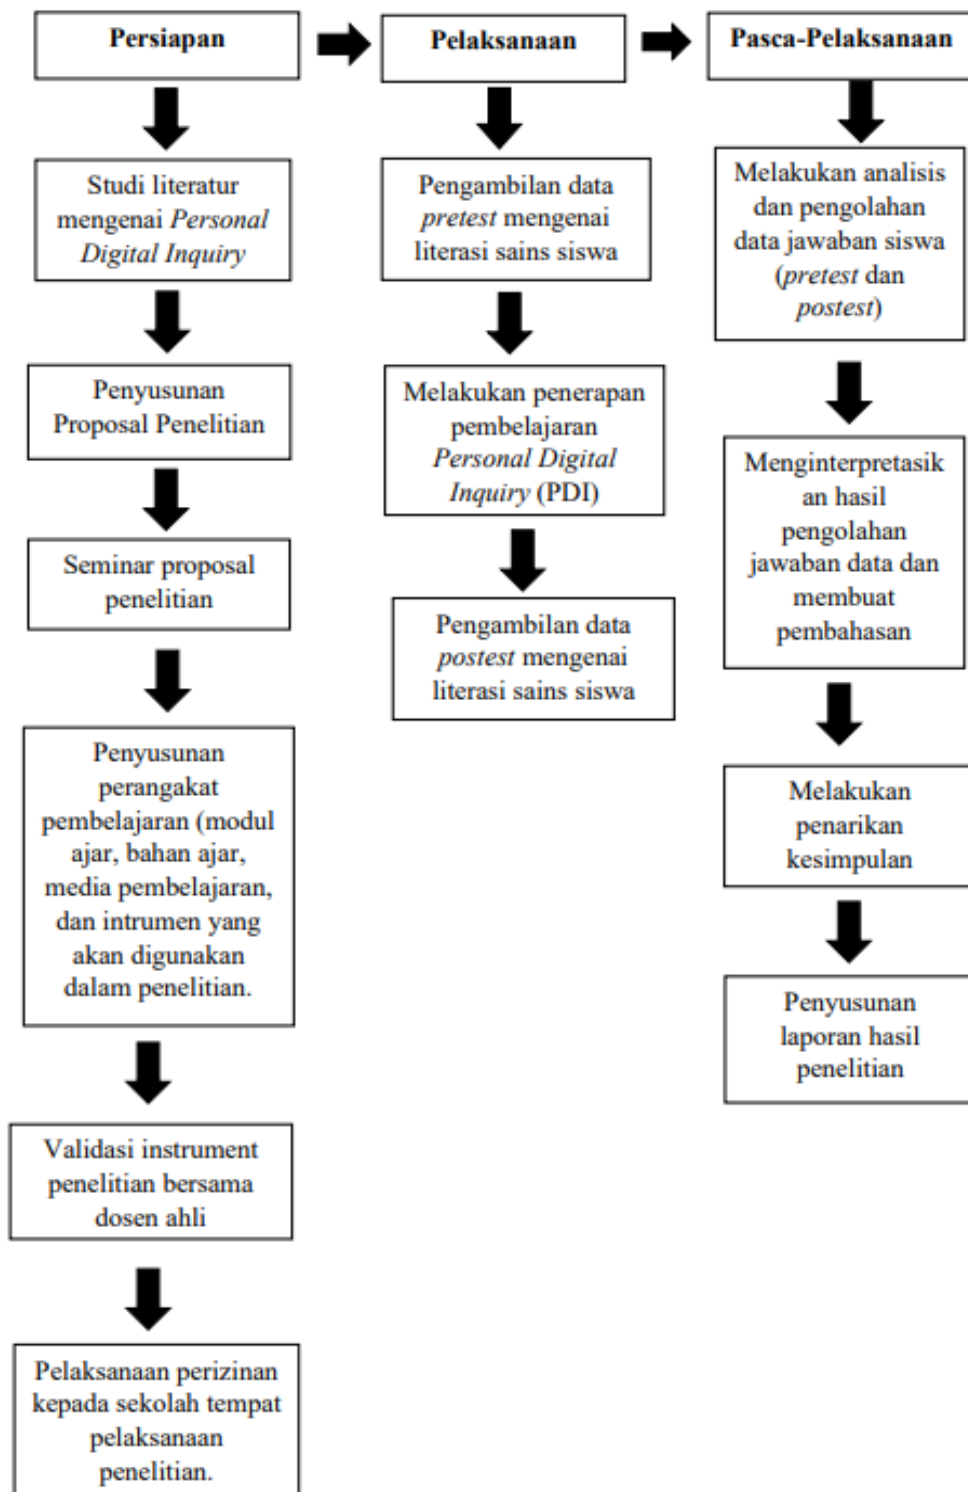 Persiapan
Studi literatur
mengenai Personal
Digital Inquiry
Penyusunan
Proposal Penelitian
Seminar proposal
penelitian
Penyusunan
perangakat
pembelajaran (modul
ajar, bahan ajar,
media pembelajaran,
dan intrumen yang
akan digunakan
dalam penelitian.
Validasi instrument
penelitian bersama
dosen ahli
Pelaksanaan perizinan
kepada sekolah tempat
pelaksanaan
penelitian.
Pelaksanaan
Pengambilan data
pretest mengenai
literasi sains siswa
Melakukan penerapan
pembelajaran
Personal Digital
Inquiry (PDI)
Pengambilan data
postest mengenai
literasi sains siswa
Pasca-Pelaksanaan
Melakukan analisis
dan pengolahan
data jawaban siswa
(pretest dan
postest)
Menginterpretasik
an hasil
pengolahan
jawaban data dan
membuat
pembahasan
Melakukan
penarikan
kesimpulan
Penyusunan
laporan hasil
penelitian